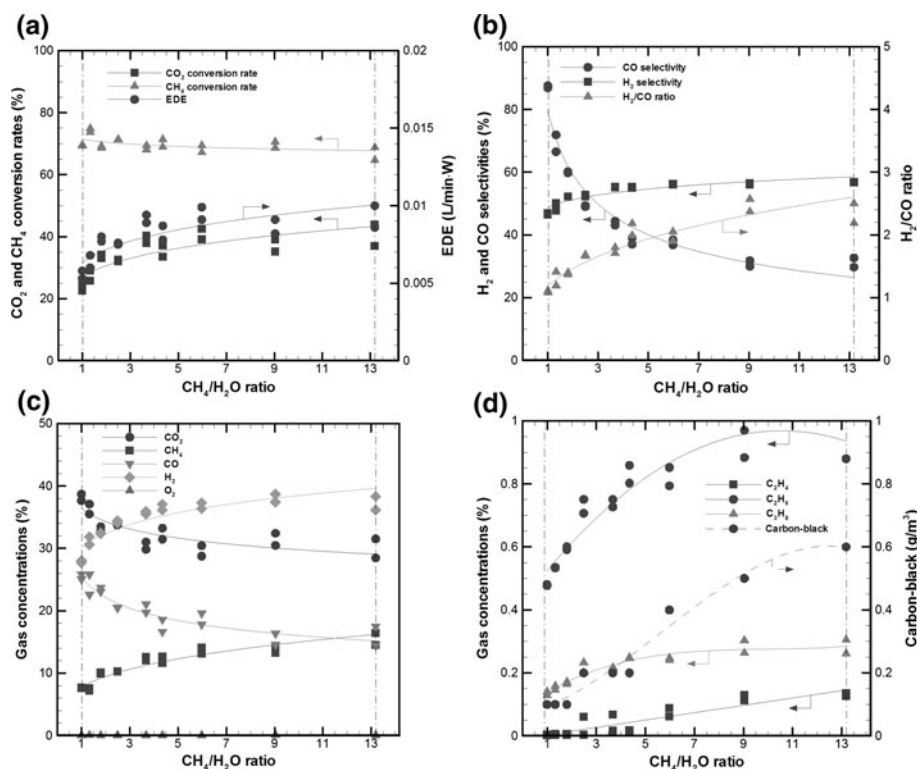 (a)
CO₂ and CH₄ conversion rates (%)
100
80
60
40
20
0
CO₂ conversion rate
CH₄ conversion rate
EDE
0.02
0.015
0.01
0.005
0
EDE (L/min·W)
1 3 5 7 9 11 13
CH₄/H₂O ratio
(b)
H₂ and CO selectivities (%)
100
80
60
40
20
0
CO selectivity
H₂ selectivity
H₂/CO ratio
5
4
3
2
1
0
H₂/CO ratio
1 3 5 7 9 11 13
CH₄/H₂O ratio
(c)
Gas concentrations (%)
50
40
30
20
10
0
CO₂
CH₄
CO
H₂
O₂
1 3 5 7 9 11 13
CH₄/H₂O ratio
(d)
Gas concentrations (%)
1
0.8
0.6
0.4
0.2
0
C₂H₄
C₂H₆
C₃H₈
Carbon-black
1
0.8
0.6
0.4
0.2
0
Carbon-black (g/m³)
1 3 5 7 9 11 13
CH₄/H₂O ratio